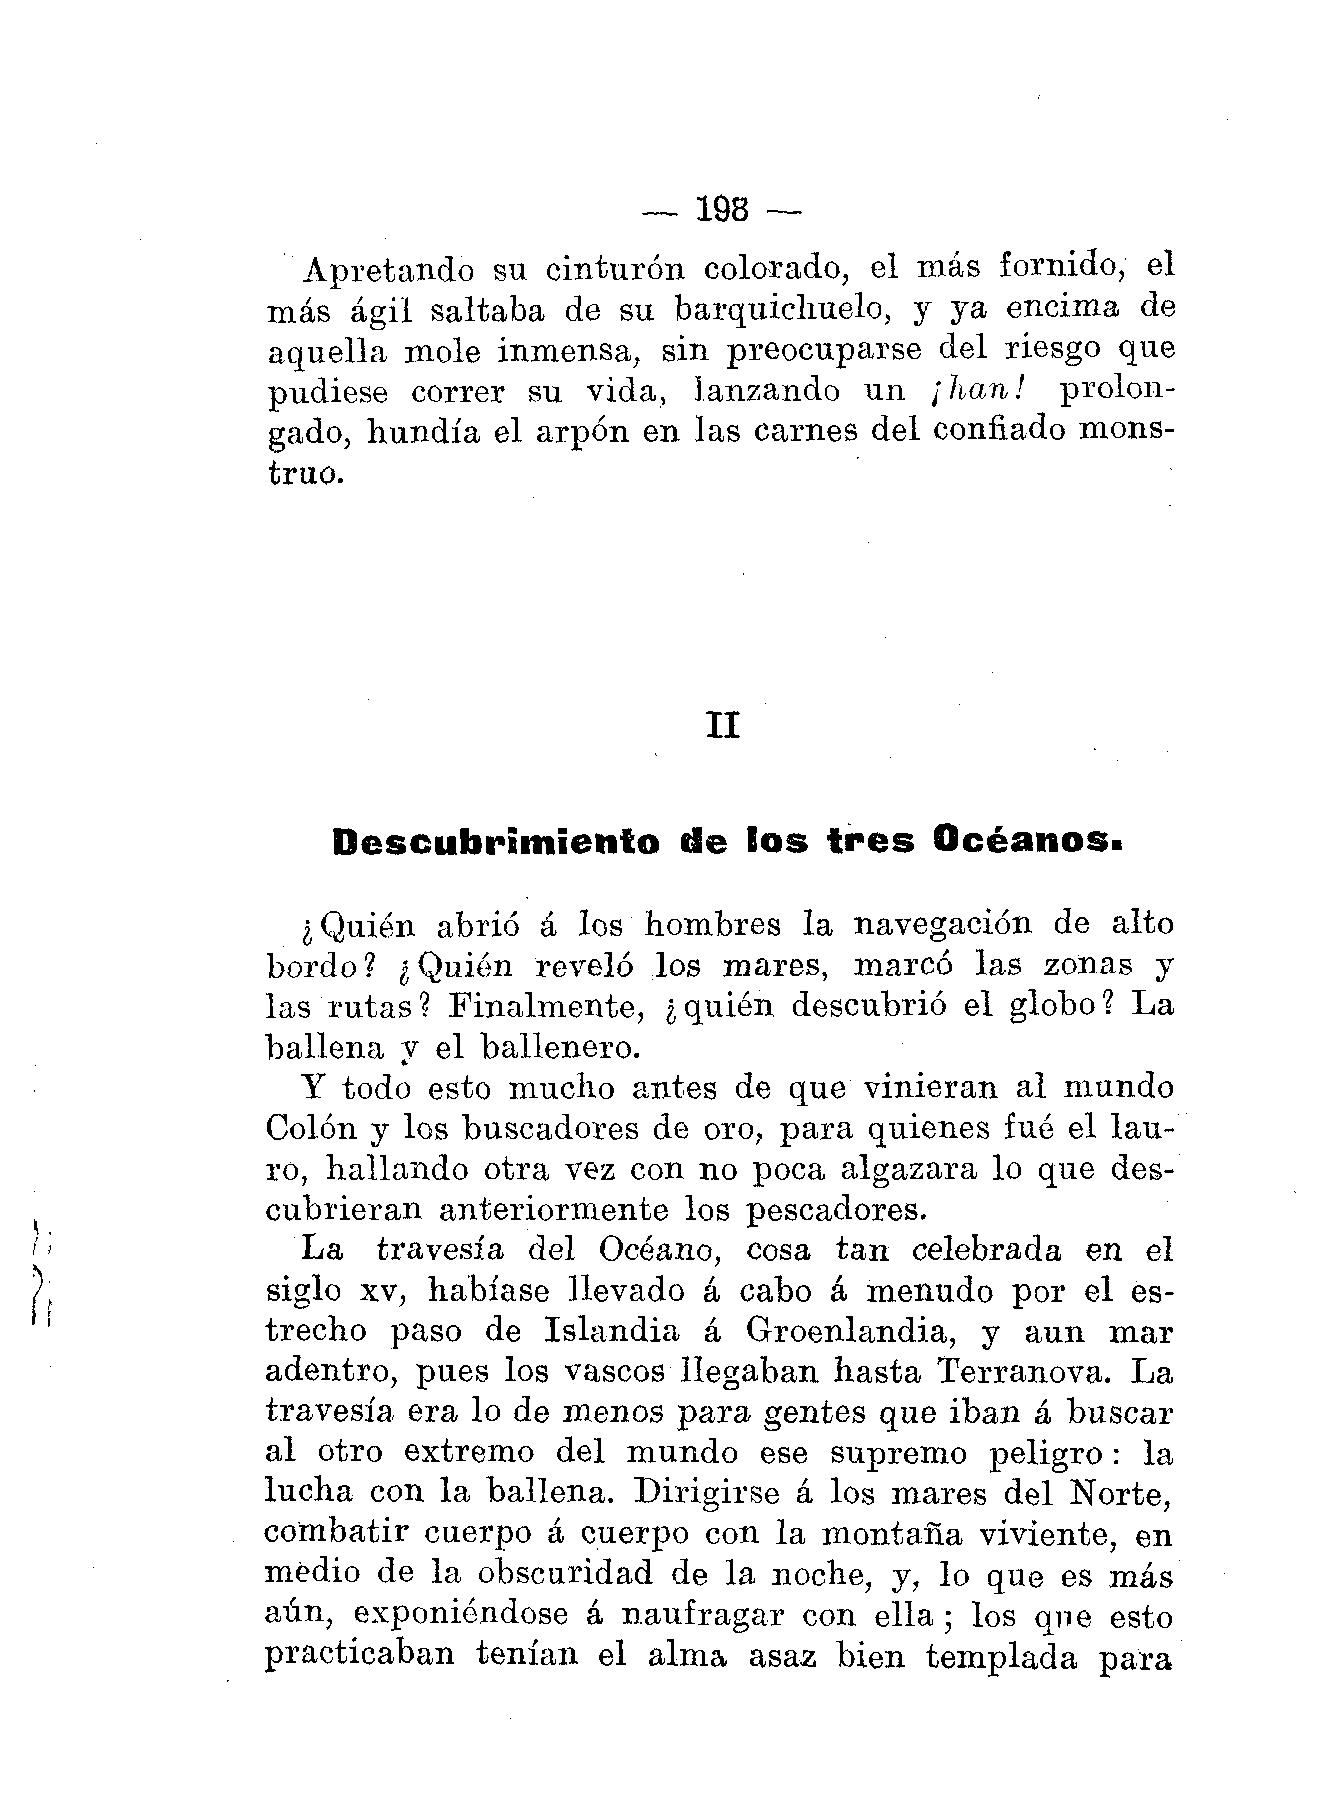 — 198 —
Apretando su cinturón colorado, el más fornido, el
más ágil saltaba de su barquichuelo, y ya encima de
aquella mole inmensa, sin preocuparse del riesgo que
pudiese correr su vida, lanzando un ¡han! prolon-
gado, hundía el arpón en las carnes del confiado mons-
truo.
II
Descubrimiento de los tres Océanos.
¿Quién abrió á los hombres la navegación de alto
bordo? ¿Quién reveló los mares, marcó las zonas y
las rutas? Finalmente, ¿quién descubrió el globo? La
ballena y el ballenero.
Y todo esto mucho antes de que vinieran al mundo
Colón y los buscadores de oro, para quienes fué el lau-
ro, hallando otra vez con no poca algazara lo que des-
cubrieran anteriormente los pescadores.
La travesía del Océano, cosa tan celebrada en el
siglo xv, habíase llevado á cabo á menudo por el es-
trecho paso de Islandia á Groenlandia, y aun mar
adentro, pues los vascos llegaban hasta Terranova. La
travesía era lo de menos para gentes que iban á buscar
al otro extremo del mundo ese supremo peligro: la
lucha con la ballena. Dirigirse á los mares del Norte,
combatir cuerpo á cuerpo con la montaña viviente, en
medio de la obscuridad de la noche, y, lo que es más
aún, exponiéndose á naufragar con ella; los que esto
practicaban tenían el alma asaz bien templada para